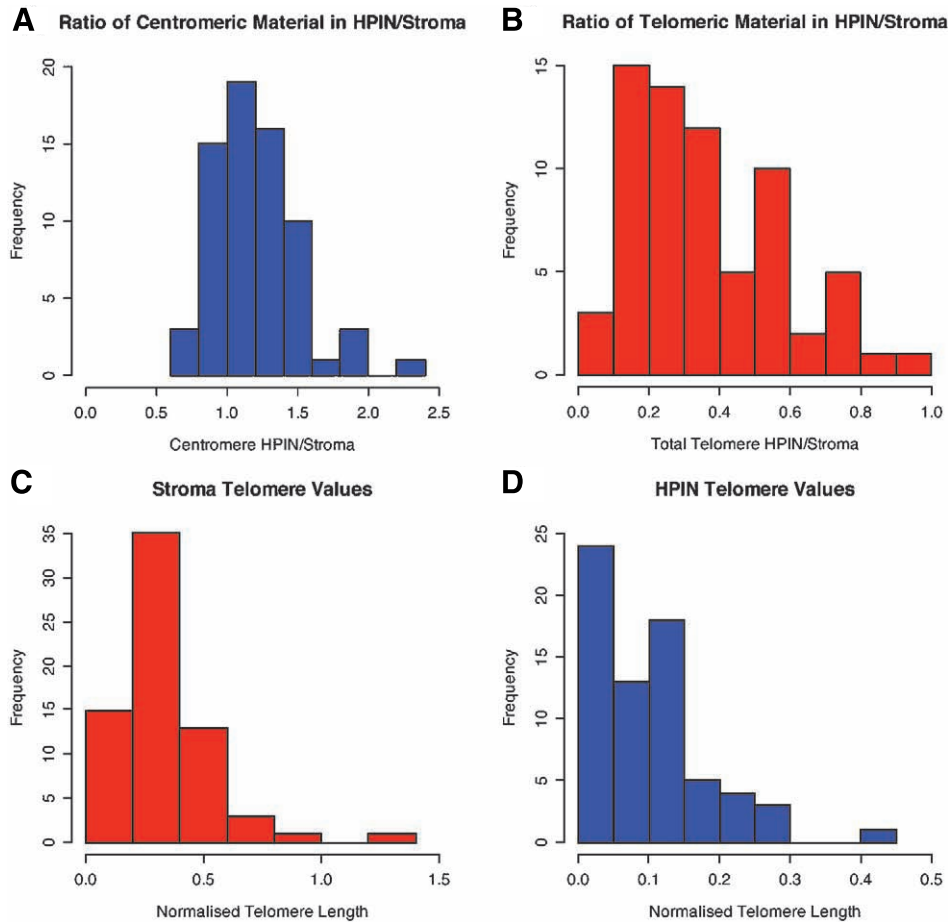 A Ratio of Centromeric Material in HPIN/Stroma
Frequency
20
15
10
5
0
0.0 0.5 1.0 1.5 2.0 2.5
Centromere HPIN/Stroma
B Ratio of Telomeric Material in HPIN/Stroma
Frequency
15
10
5
0
0.0 0.2 0.4 0.6 0.8 1.0
Total Telomere HPIN/Stroma
C Stroma Telomere Values
Frequency
35
30
25
20
15
10
5
0
0.0 0.5 1.0 1.5
Normalised Telomere Length
D HPIN Telomere Values
Frequency
25
20
15
10
5
0
0.0 0.1 0.2 0.3 0.4 0.5
Normalised Telomere Length